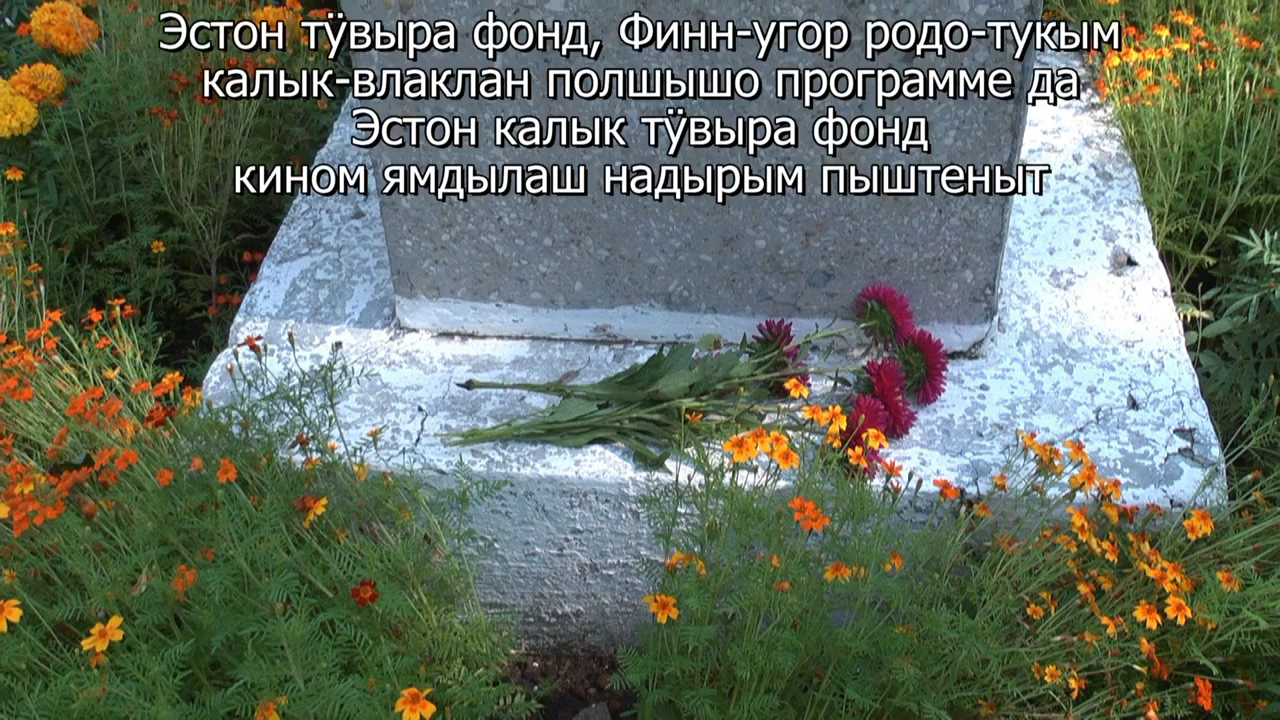 Эстон тӱвыра фонд, Финн-угор родо-тукым
калык-влаклан полшышо программе да
Эстон калык тӱвыра фонд
кином ямдылаш надырым пыштеныт